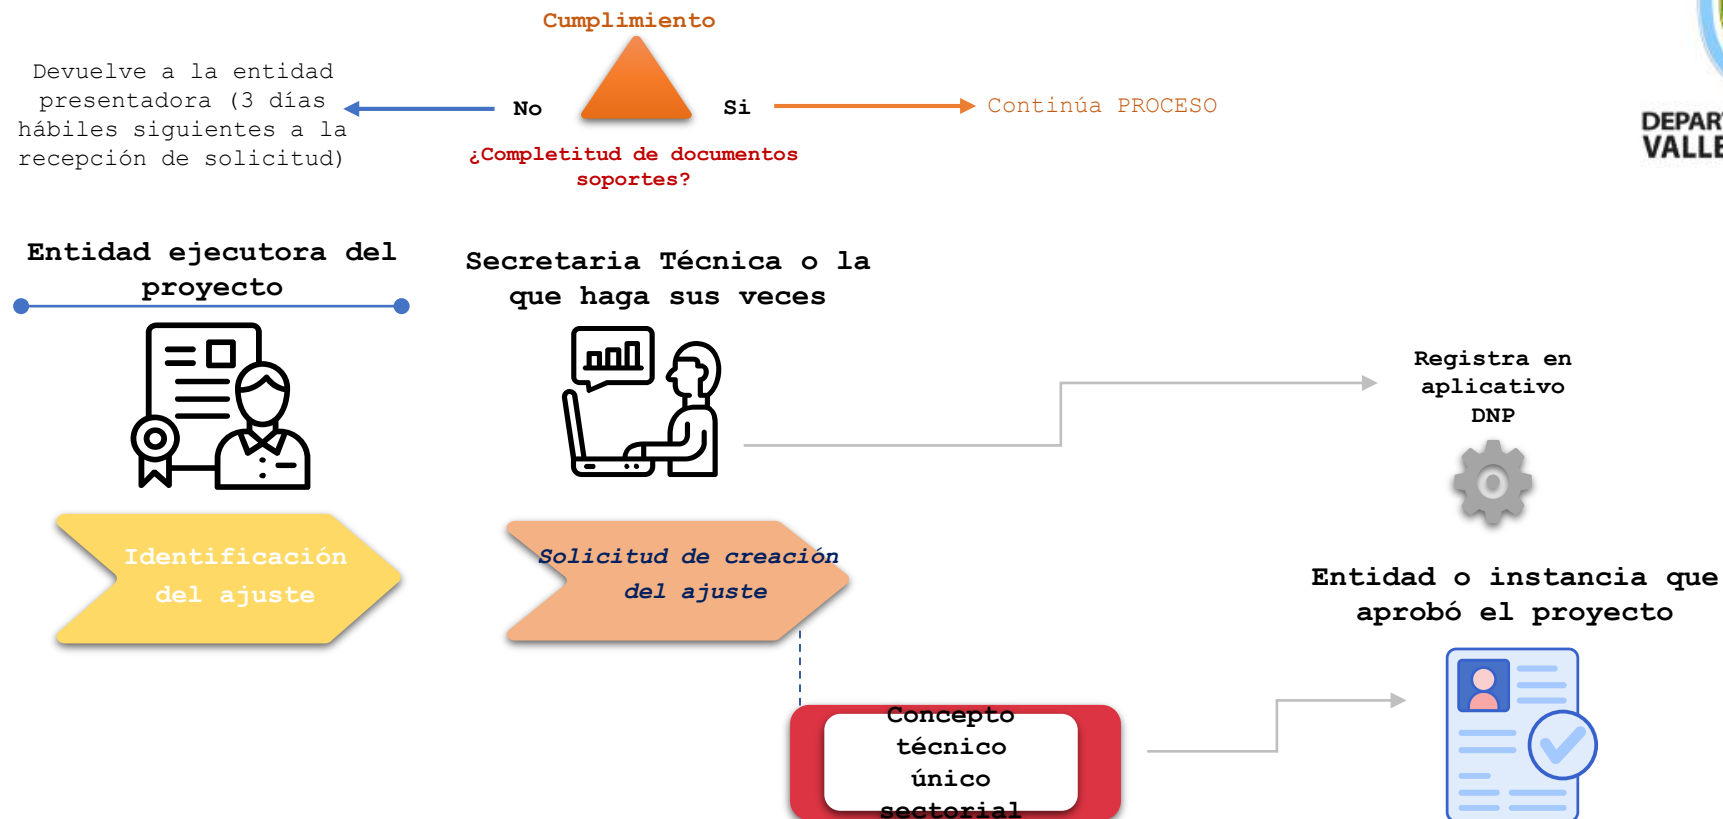 Cumplimiento
Devuelve a la entidad
presentadora (3 días
hábiles siguientes a la
recepción de solicitud)
No
Si
Continúa PROCESO
¿Completitud de documentos
soportes?
Entidad ejecutora del
proyecto
Secretaria Técnica o la
que haga sus veces
Registra en
aplicativo
DNP
Identificación
del ajuste
Solicitud de creación
del ajuste
Entidad o instancia que
aprobó el proyecto
Concepto
técnico
único
sectorial